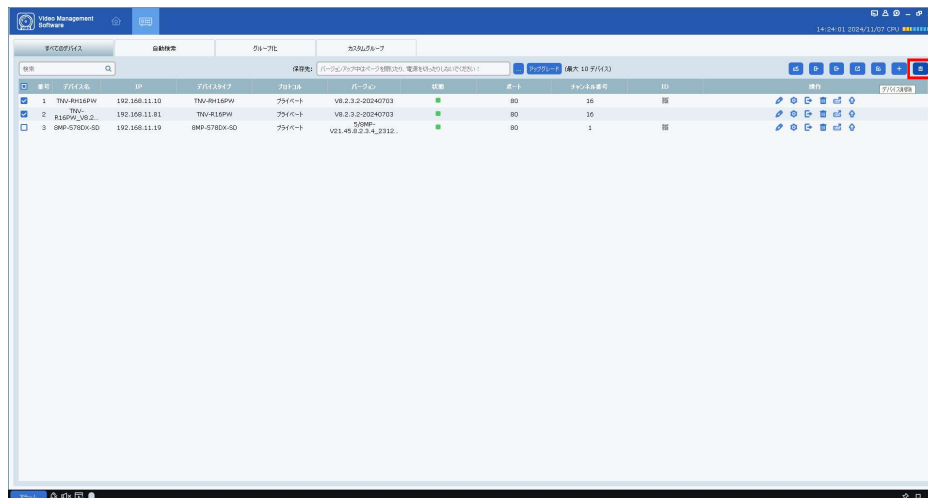 Video Management
Software
14:24:01 2024/11/07 CPU
すべてのデバイス 自動検索 グループ化 カスタムグループ
検索 保存先: バージョンアップ中はページを閉じたり、電源を切ったりしないでください! ... アップグレード (最大 10 デバイス)
番号 デバイス名 IP デバイスタイプ プロトコル バージョン 状態 ポート チャンネル番号 ID 操作
1 TNV-RH16PW 192.168.11.10 TNV-RH16PW プライベート V8.2.3.2-20240703 80 16
2 TNV-R16PW_V8.2... 192.168.11.81 TNV-R16PW プライベート V8.2.3.2-20240703 80 16
3 8MP-578DX-SD 192.168.11.19 8MP-578DX-SD プライベート 5/8MP-V21.45.8.2.3.4_2312.. 80 1